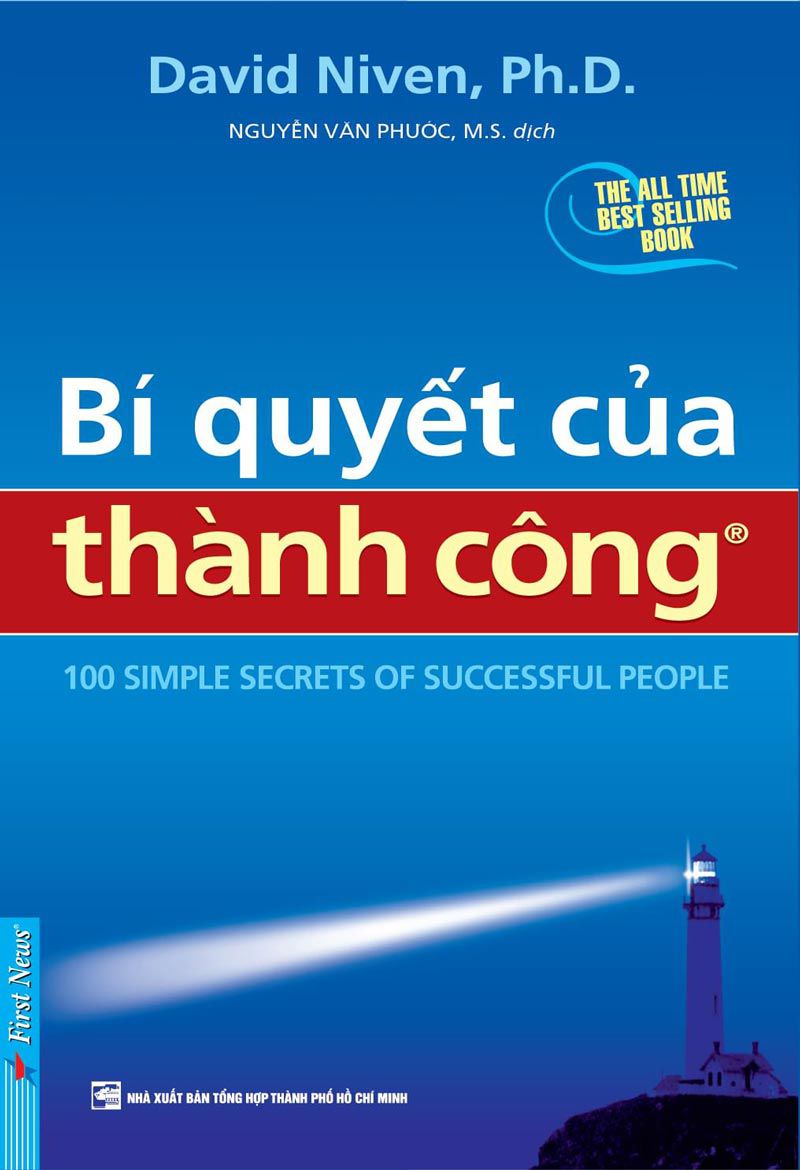 David Niven, Ph.D.
NGUYỄN VĂN PHƯỚC, M.S. dịch
THE ALL TIME
BEST SELLING
BOOK
Bí quyết của
thành công®
100 SIMPLE SECRETS OF SUCCESSFUL PEOPLE
First News®
NHÀ XUẤT BẢN TỔNG HỢP THÀNH PHỐ HỒ CHÍ MINH